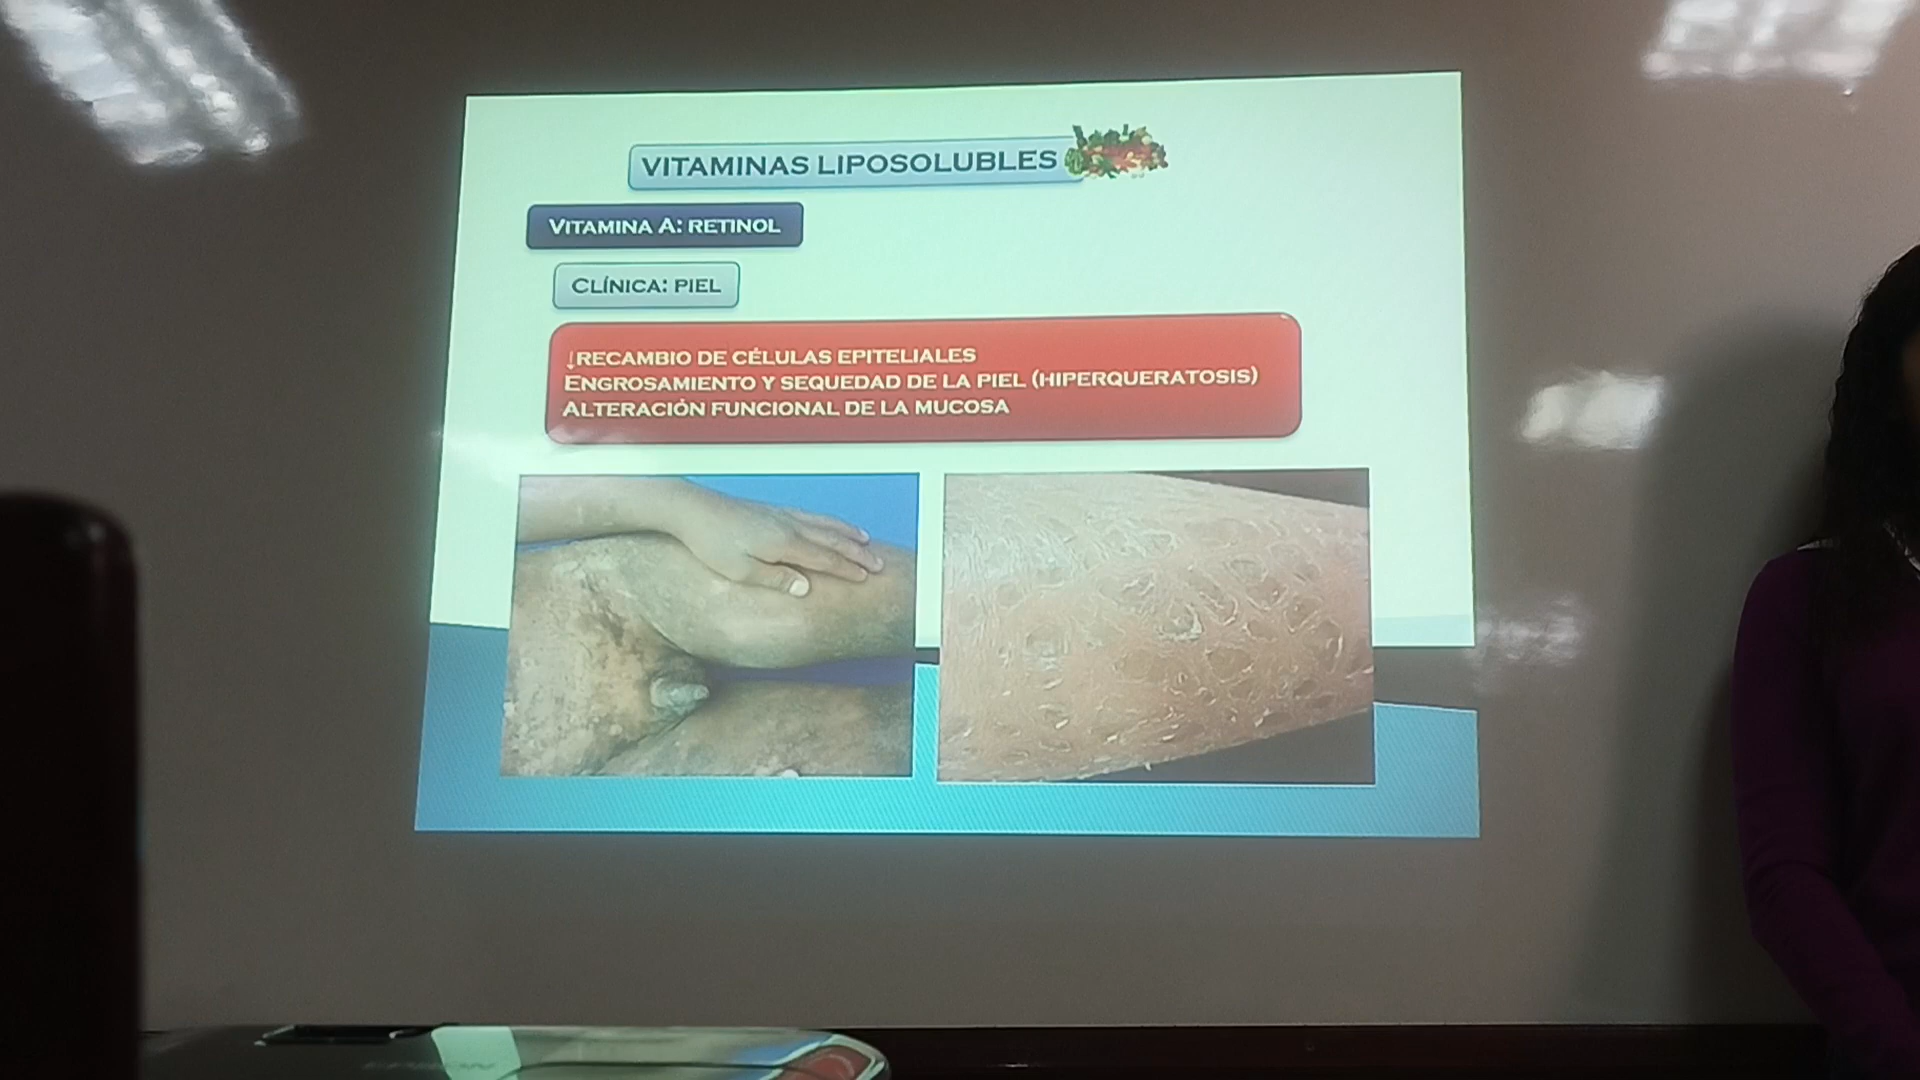 VITAMINAS LIPOSOLUBLES
VITAMINA A: RETINOL
CLÍNICA: PIEL
↓RECAMBIO DE CÉLULAS EPITELIALES
ENGROSAMIENTO Y SEQUEDAD DE LA PIEL (HIPERQUERATOSIS)
ALTERACIÓN FUNCIONAL DE LA MUCOSA